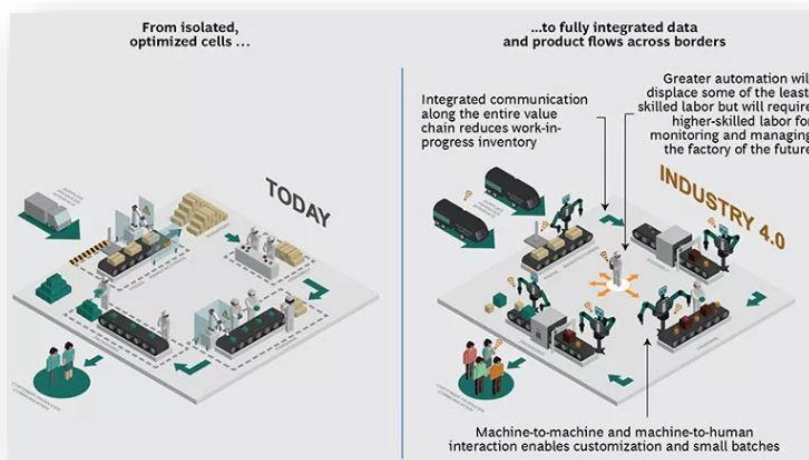 From isolated,
optimized cells ...
...to fully integrated data
and product flows across borders
TODAY
Integrated communication
along the entire value
chain reduces work-in-
progress inventory
Greater automation will
displace some of the least
skilled labor but will require
higher-skilled labor for
monitoring and managing
the factory of the future
INDUSTRY 4.0
Machine-to-machine and machine-to-human
interaction enables customization and small batches